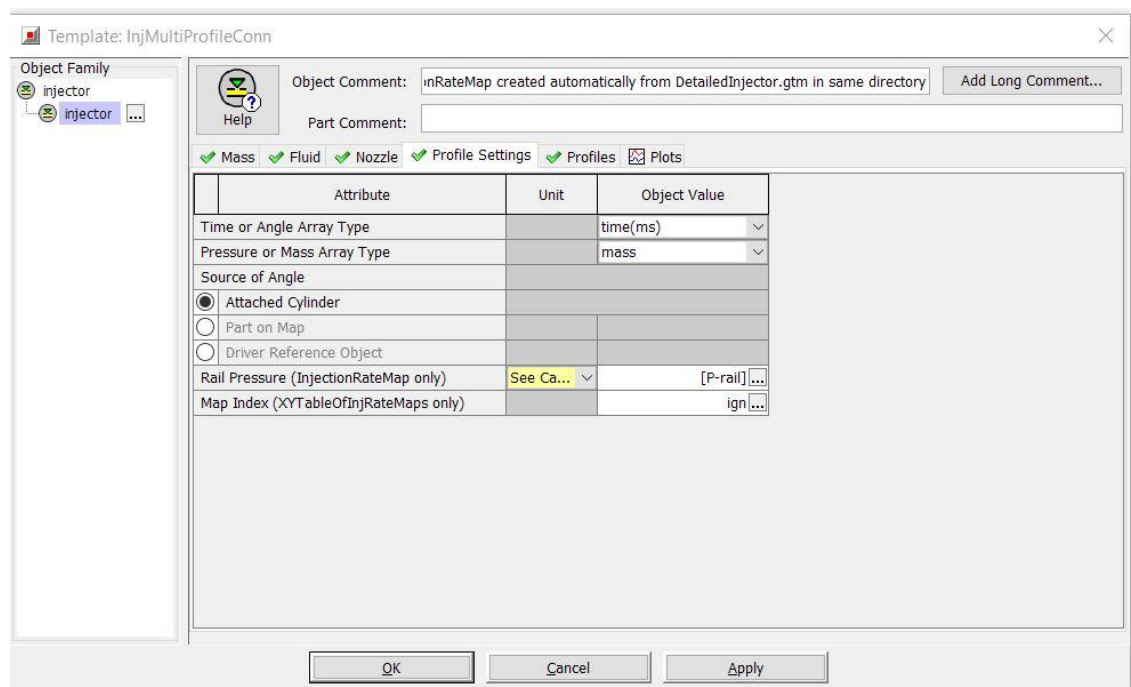 Template: InjMultiProfileConn
Object Family
injector
injector ...
Help
Object Comment: onRateMap created automatically from DetailedInjector.gtm in same directory Add Long Comment...
Part Comment:
Mass Fluid Nozzle Profile Settings Profiles Plots
Attribute Unit Object Value
Time or Angle Array Type time(ms)
Pressure or Mass Array Type mass
Source of Angle
Attached Cylinder
Part on Map
Driver Reference Object
Rail Pressure (InjectionRateMap only) See Ca... [P-rail] ...
Map Index (XYTableOfInjRateMaps only) ign ...
OK Cancel Apply